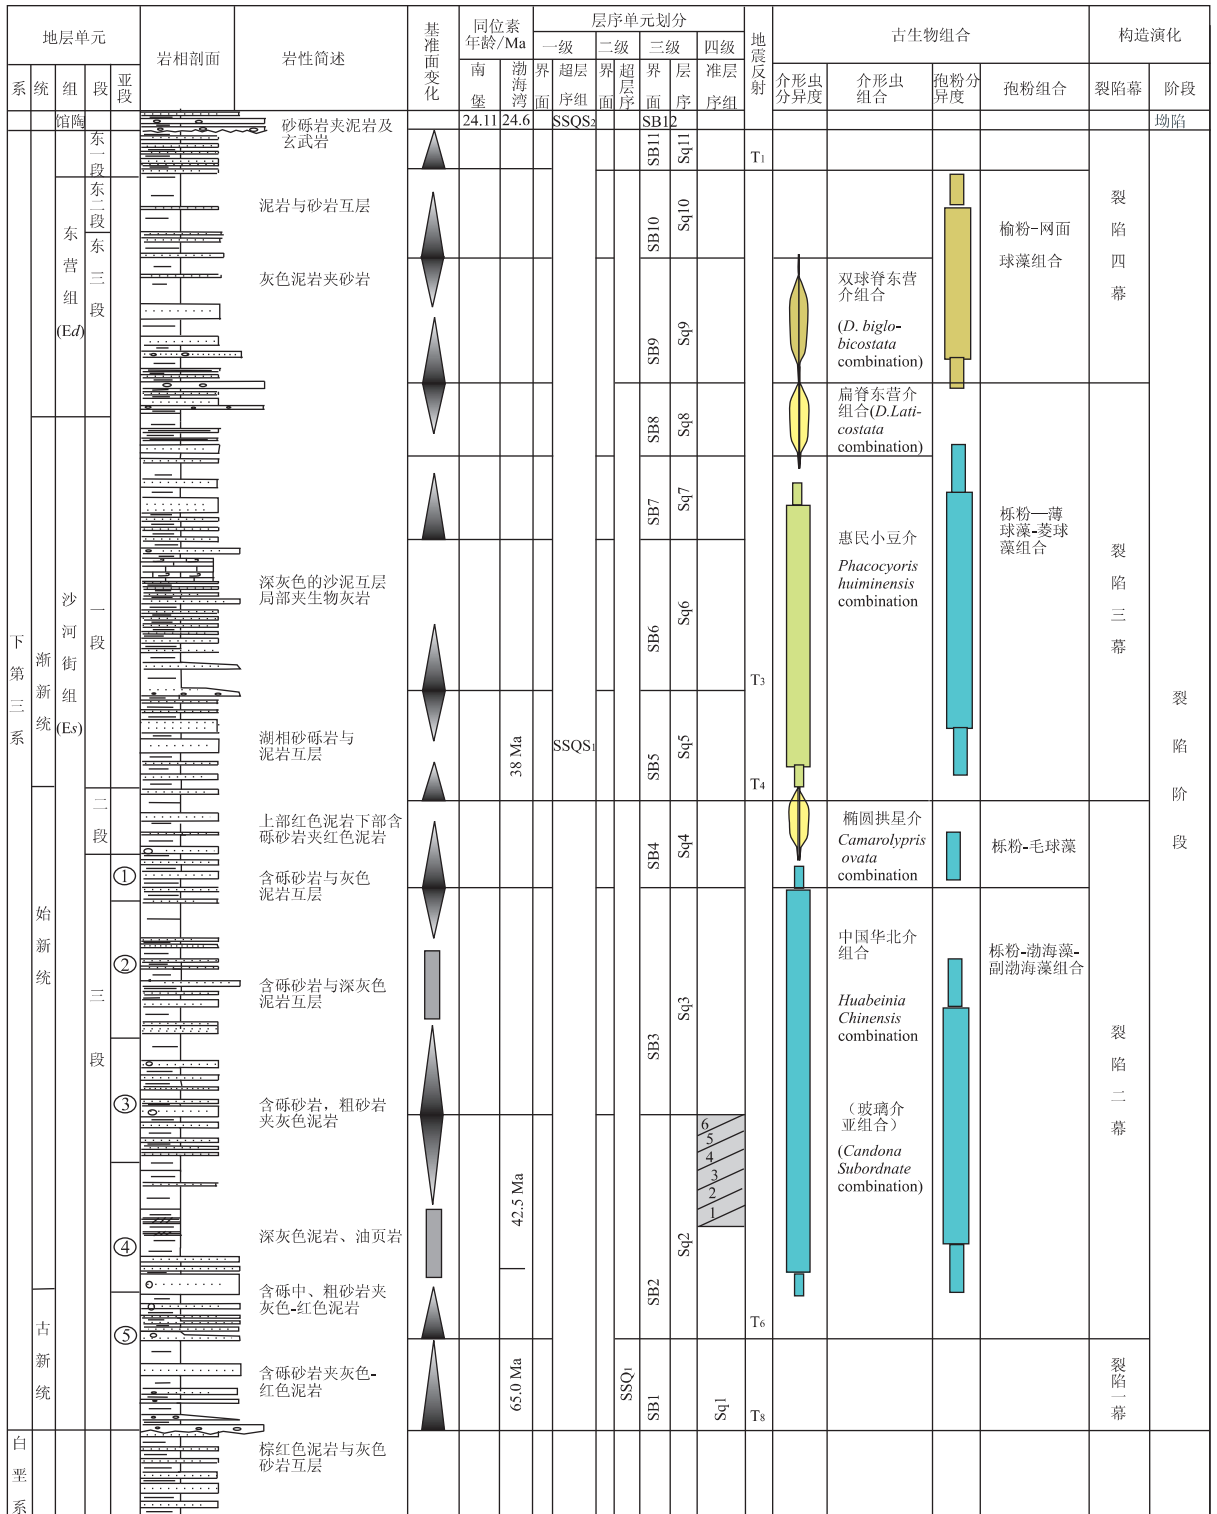 地层单元
岩相剖面
岩性简述
基准面变化
同位素
年龄/Ma
层序单元划分
地震反射
古生物组合
构造演化
系
统
组
段
亚段
南堡
渤海湾
一级
二级
三级
四级
界面
超层序组
界面
超层序
界面
层序
准层序组
介形虫
分异度
介形虫
组合
孢粉分
异度
孢粉组合
裂陷幕
阶段
馆陶
砂砾岩夹泥岩及
玄武岩
24.11
24.6
SSQS2
SB12
坳陷
东一段
SB11
Sq11
T1
东二段
泥岩与砂岩互层
SB10
Sq10
榆粉-网面
球藻组合
裂陷四幕
东营组
(Ed)
东三段
灰色泥岩夹砂岩
SB9
Sq9
双球脊东营
介组合
(D. biglo-
bicostata
combination)
SB8
Sq8
扁脊东营介
组合(D.Lati-
costata
combination)
SB7
Sq7
惠民小豆介
Phacocyoris
huiminensis
combination
栎粉—薄
球藻-菱球
藻组合
裂陷三幕
下第三系
渐新统
沙河街组
(Es)
一段
深灰色的沙泥互层
局部夹生物灰岩
SB6
Sq6
T3
湖相砂砾岩与
泥岩互层
38 Ma
SSQS1
SB5
Sq5
T4
裂陷阶段
二段
上部红色泥岩下部含
砾砂岩夹红色泥岩
SB4
Sq4
椭圆拱星介
Camarolypris
ovata
combination
栎粉-毛球藻
始新统
三段
①
含砾砂岩与灰色
泥岩互层
②
含砾砂岩与深灰色
泥岩互层
SB3
Sq3
中国华北介
组合
Huabeinia
Chinensis
combination
栎粉-渤海藻-
副渤海藻组合
裂陷二幕
③
含砾砂岩，粗砂岩
夹灰色泥岩
（玻璃介
亚组合）
(Candona
Subordnate
combination)
6
5
4
3
2
1
42.5 Ma
④
深灰色泥岩、油页岩
SB2
Sq2
含砾中、粗砂岩夹
灰色-红色泥岩
T6
古新统
⑤
含砾砂岩夹灰色-
红色泥岩
65.0 Ma
SSQ1
SB1
Sq1
T8
裂陷一幕
白垩系
棕红色泥岩与灰色
砂岩互层